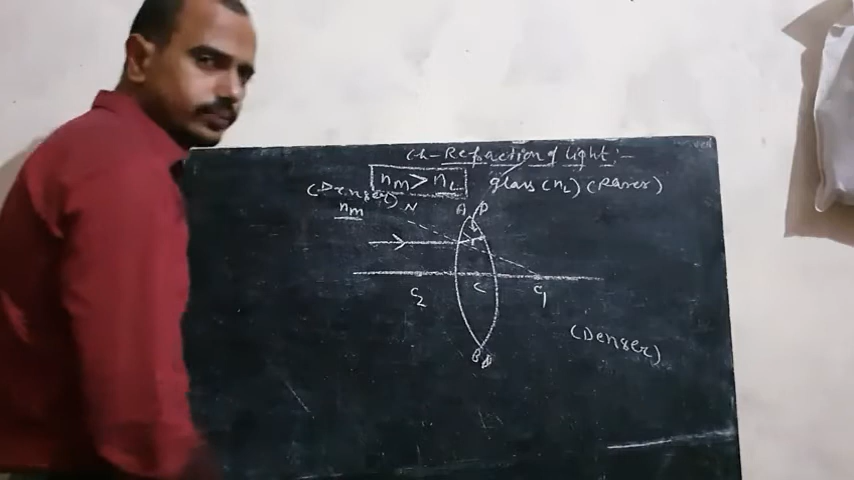 Ch- Refraction of light :-
nm > nL glass (nL) (Rarer)
(Denser) N A D
nm
C2 C C1
(Denser)
B D